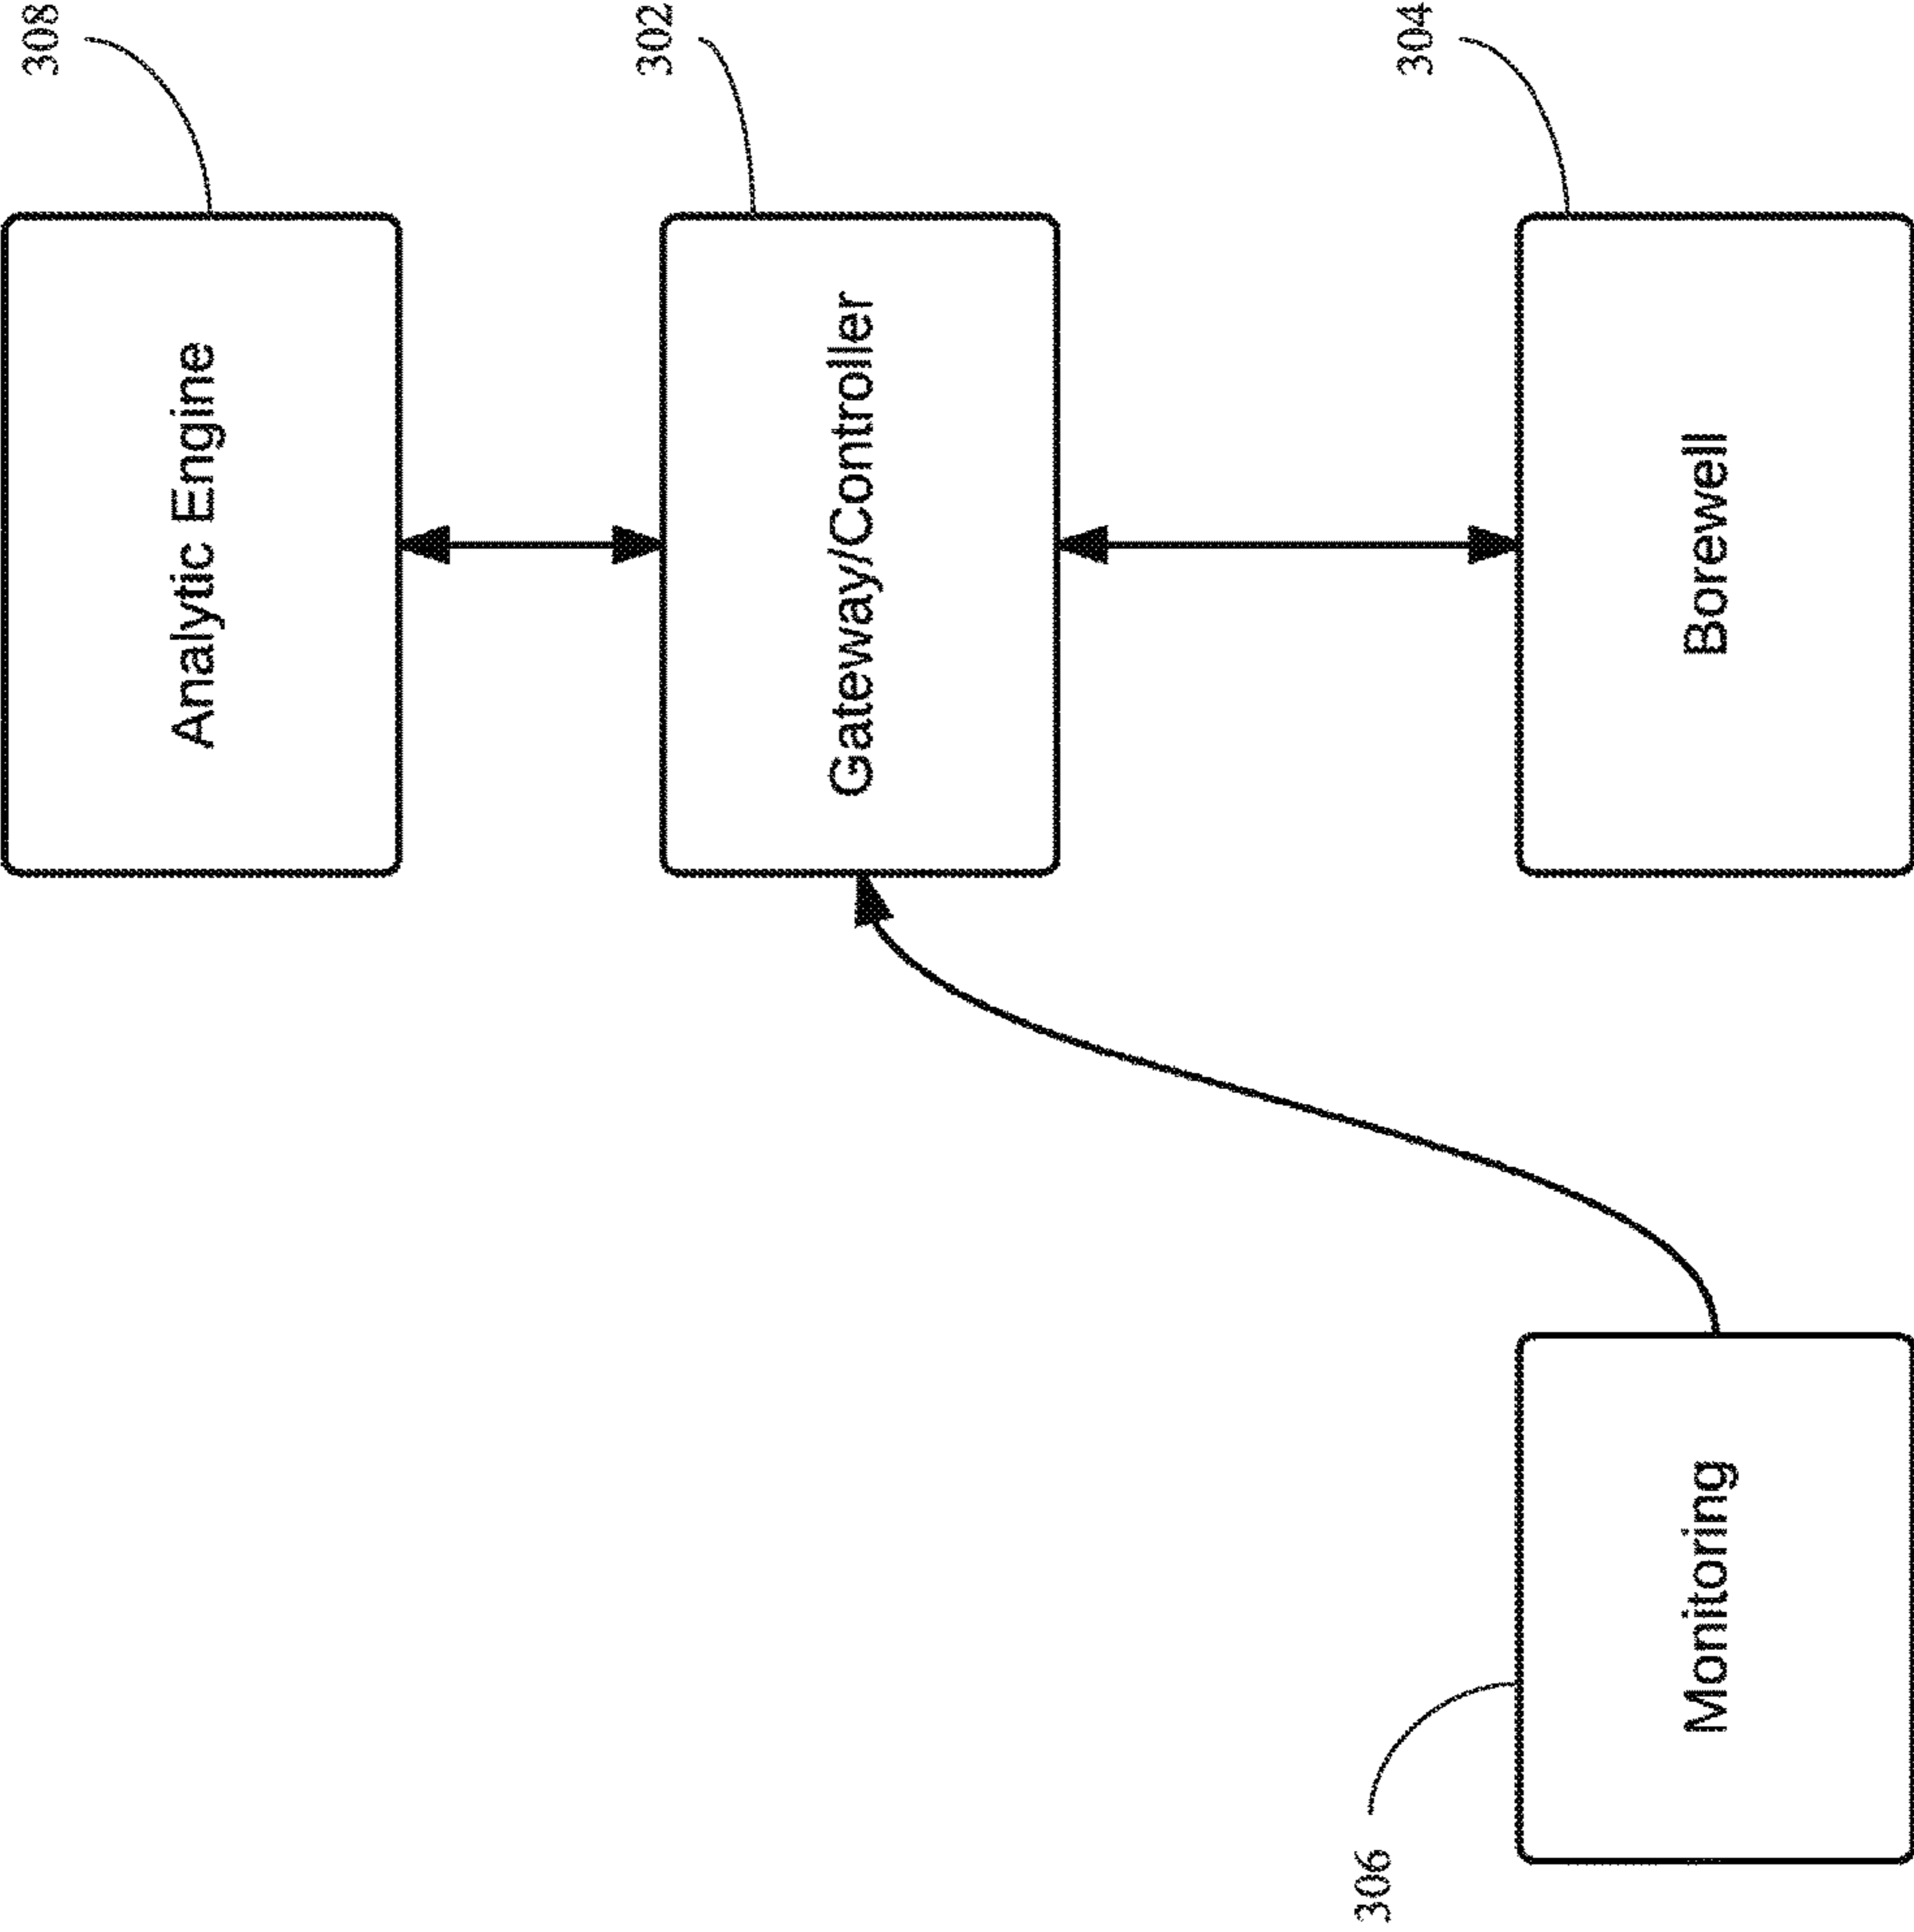 308
Analytic Engine
302
Gateway/Controller
304
Borewell
306
Monitoring